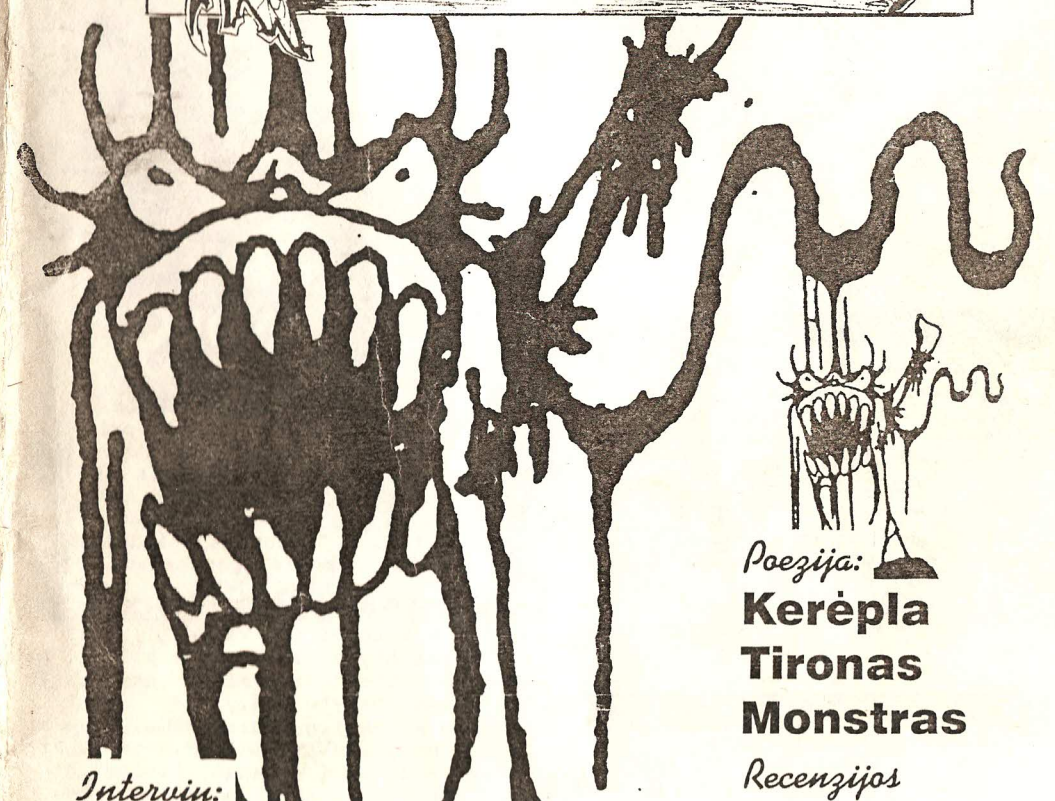 Poezija:
Kerėpla
Tironas
Monstras
Recenzijos
Interviu: